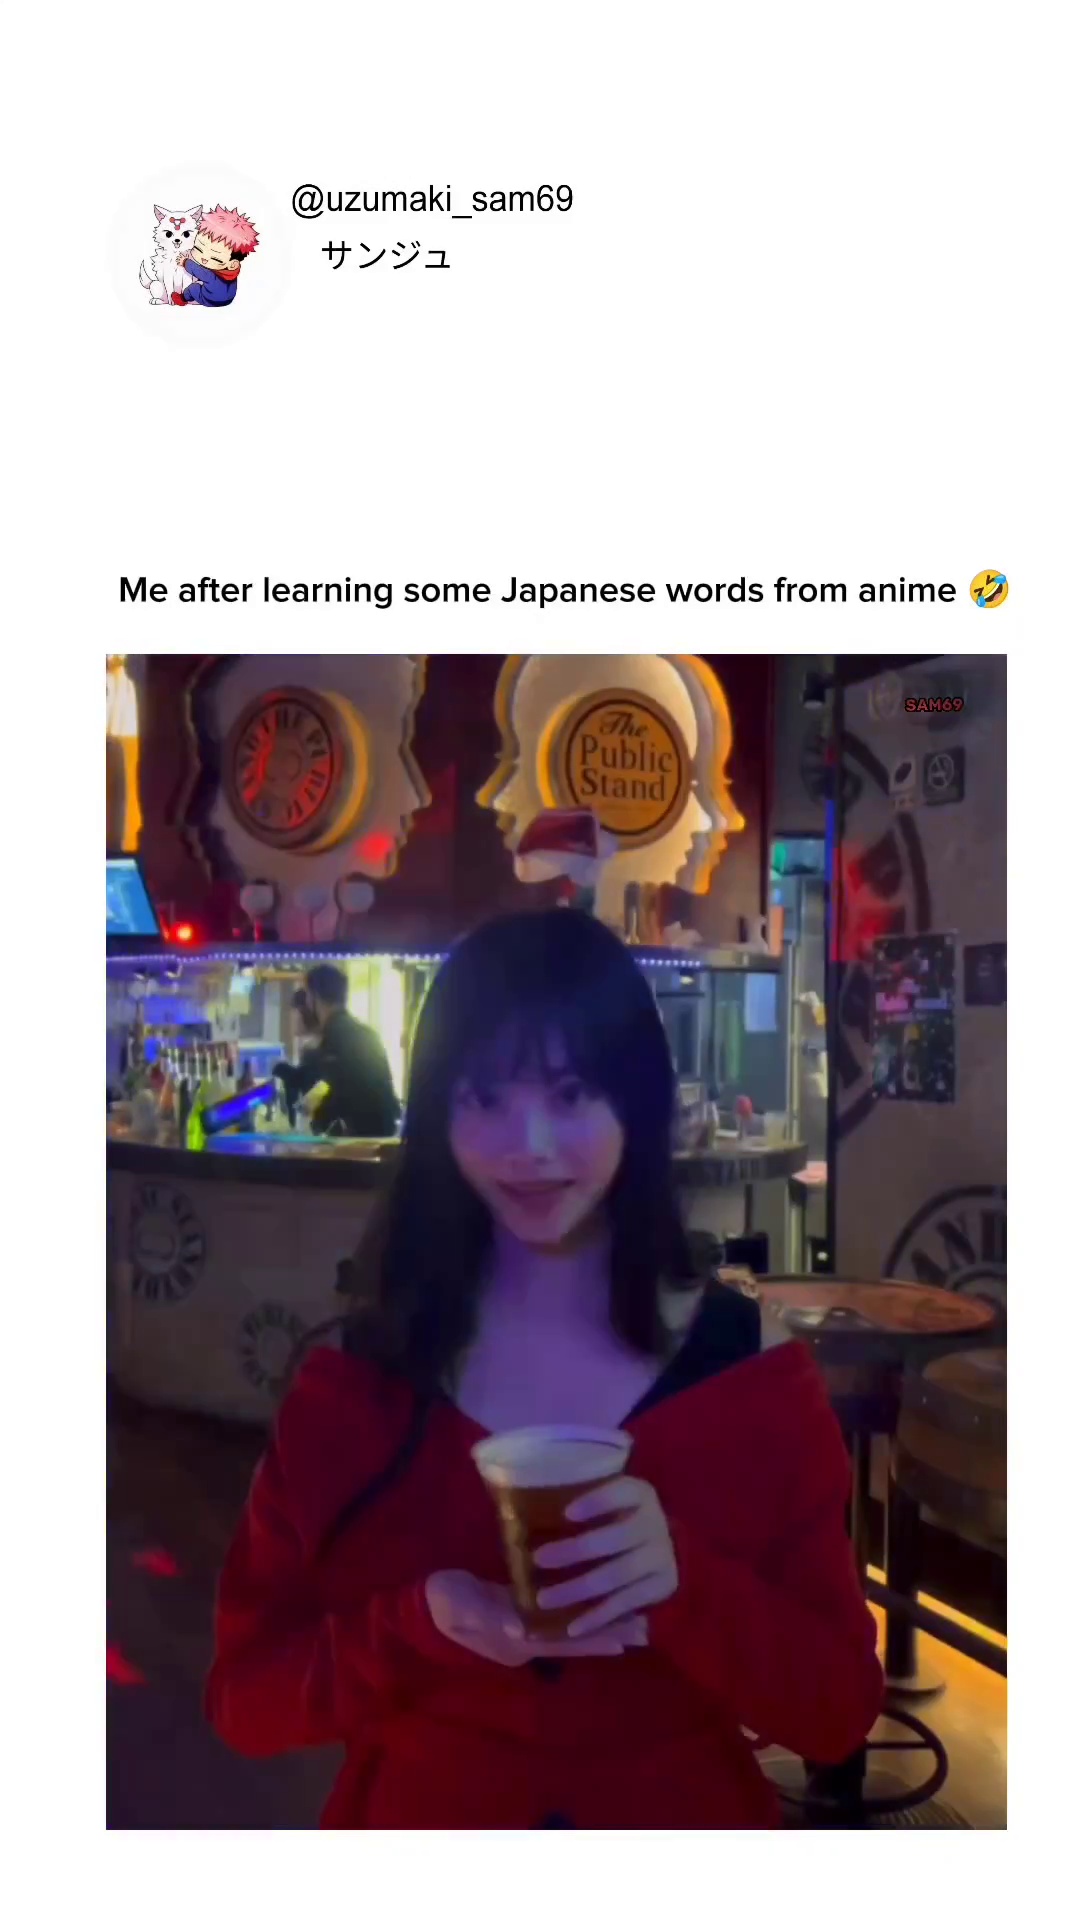 @uzumaki_sam69
サンジュ
Me after learning some Japanese words from anime 🤣
SAM69
The
Public
Stand